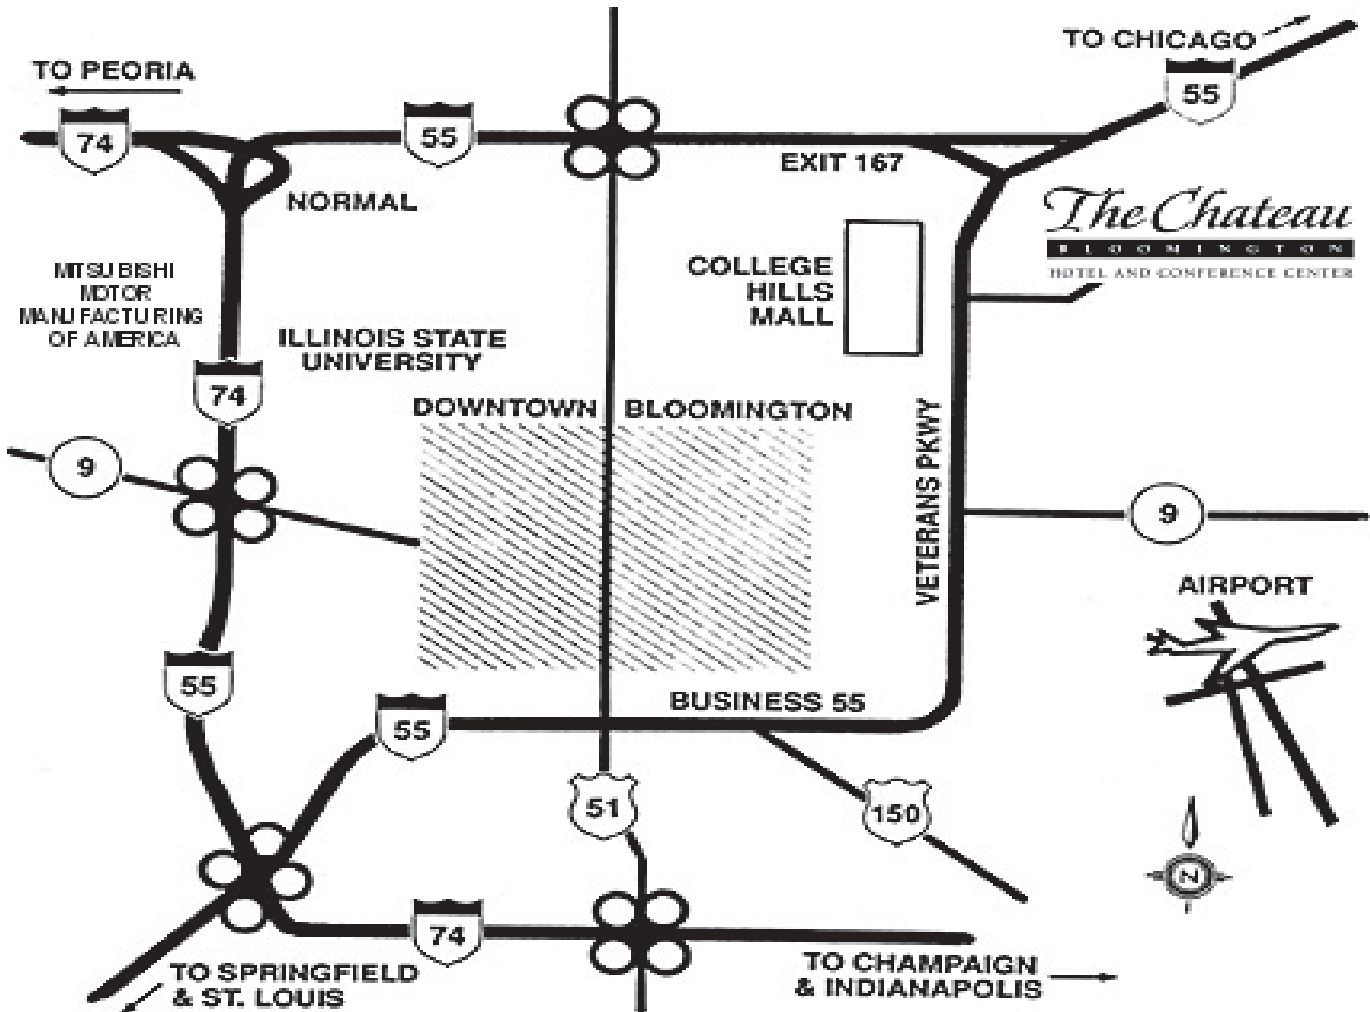 TO CHICAGO
TO PEORIA
55
74
55
EXIT 167
NORMAL
The Chateau
BLOOMINGTON
HOTEL AND CONFERENCE CENTER
COLLEGE
HILLS
MALL
MITSUBISHI
MOTOR
MANUFACTURING
OF AMERICA
ILLINOIS STATE
UNIVERSITY
74
DOWNTOWN BLOOMINGTON
VETERANS PKWY
9
9
AIRPORT
55
55
BUSINESS 55
51
150
N
74
TO SPRINGFIELD
& ST. LOUIS
TO CHAMPAIGN
& INDIANAPOLIS